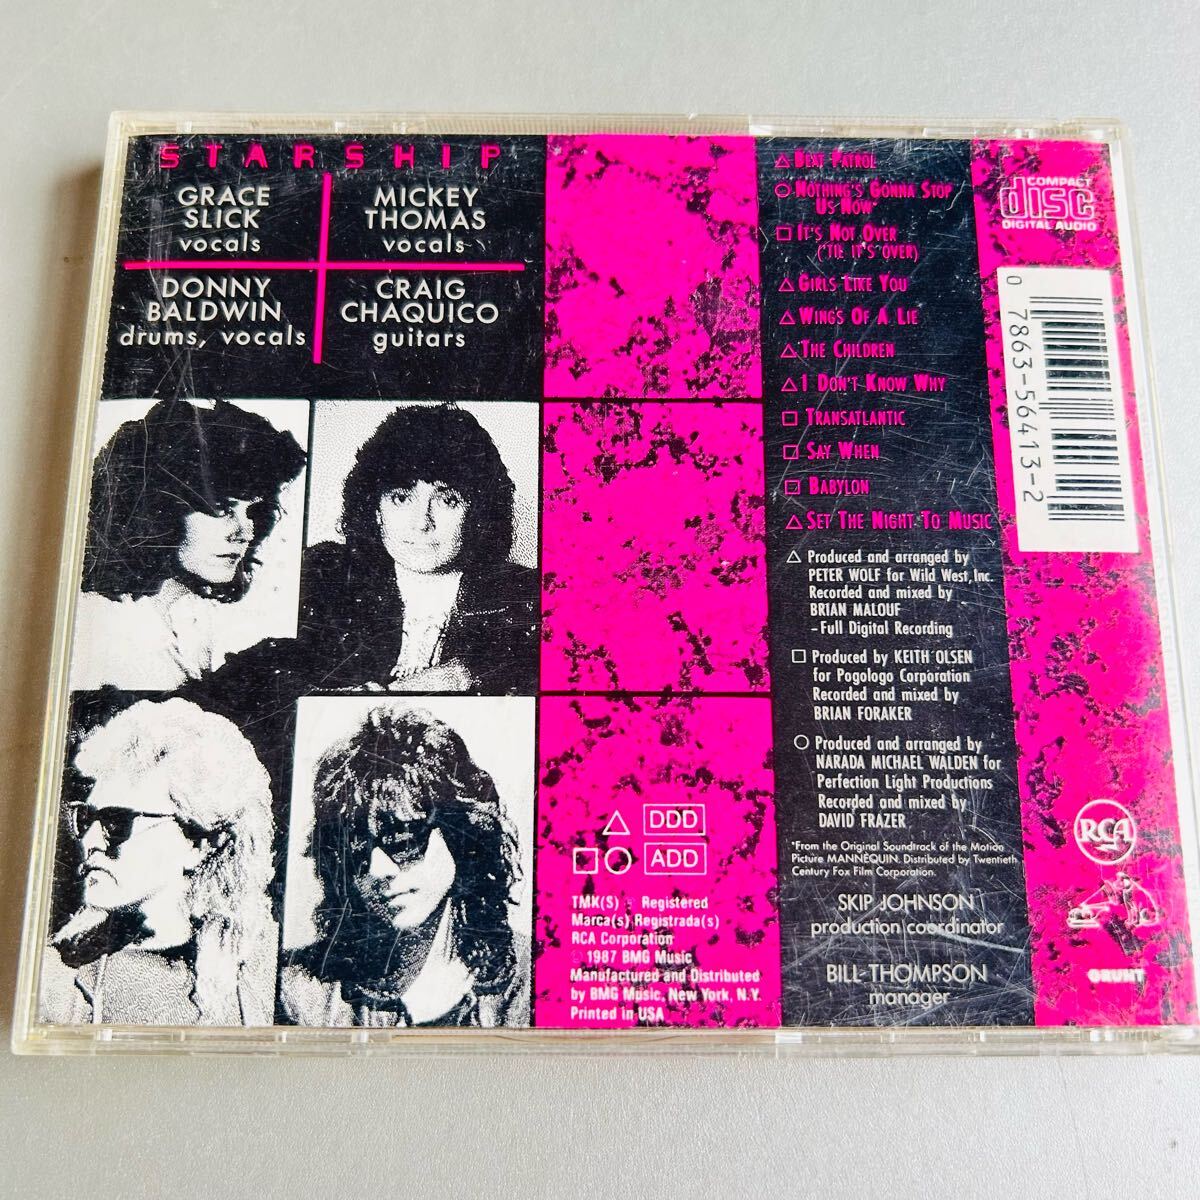 STARSHIP
GRACE
SLICK
vocals
MICKEY
THOMAS
vocals
DONNY
BALDWIN
drums, vocals
CRAIG
CHAQUICO
guitars
△ BEAT PATROL
○ NOTHING'S GONNA STOP
US NOW*
□ IT'S NOT OVER
('TIL IT'S OVER)
△ GIRLS LIKE YOU
△ WINGS OF A LIE
△ THE CHILDREN
△ I DON'T KNOW WHY
□ TRANSATLANTIC
□ SAY WHEN
□ BABYLON
△ SET THE NIGHT TO MUSIC
△ Produced and arranged by
PETER WOLF for Wild West, Inc.
Recorded and mixed by
BRIAN MALOUF
–Full Digital Recording
□ Produced by KEITH OLSEN
for Pogologo Corporation
Recorded and mixed by
BRIAN FORAKER
○ Produced and arranged by
NARADA MICHAEL WALDEN for
Perfection Light Productions
Recorded and mixed by
DAVID FRAZER
*From the Original Soundtrack of the Motion
Picture MANNEQUIN. Distributed by Twentieth
Century Fox Film Corporation.
SKIP JOHNSON
production coordinator
BILL THOMPSON
manager
△ DDD
□○ ADD
TMK(S) ® Registered
Marca(s) Registrada(s)
RCA Corporation
℗ 1987 BMG Music
Manufactured and Distributed
by BMG Music, New York, N.Y.
Printed in USA
COMPACT
disc
DIGITAL AUDIO
0 7863-56413-2
RCA
GRUNT